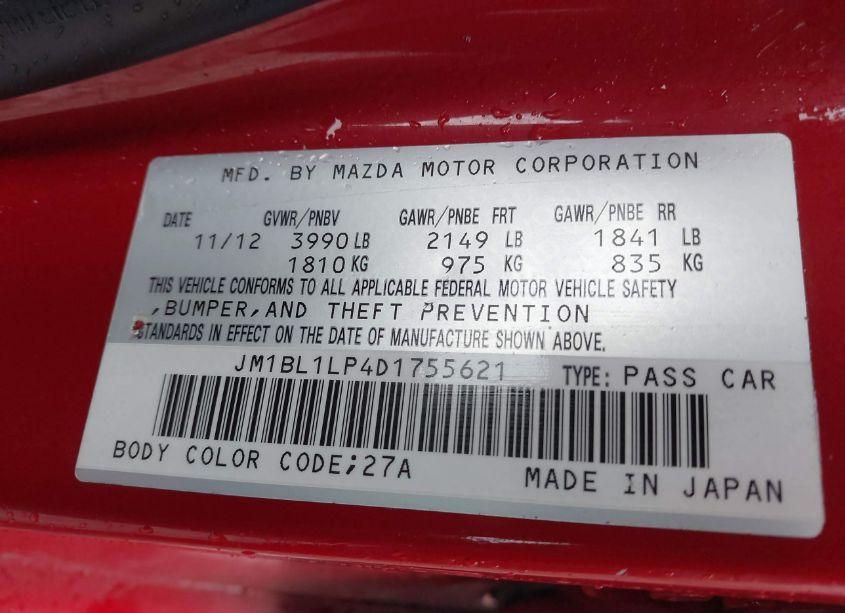 MFD. BY MAZDA MOTOR CORPORATION
DATE GVWR/PNBV GAWR/PNBE FRT GAWR/PNBE RR
11/12 3990 LB 2149 LB 1841 LB
1810 KG 975 KG 835 KG
THIS VEHICLE CONFORMS TO ALL APPLICABLE FEDERAL MOTOR VEHICLE SAFETY
,BUMPER,AND THEFT PREVENTION
STANDARDS IN EFFECT ON THE DATE OF MANUFACTURE SHOWN ABOVE.
JM1BL1LP4D1755621 TYPE: PASS CAR
BODY COLOR CODE;27A
MADE IN JAPAN